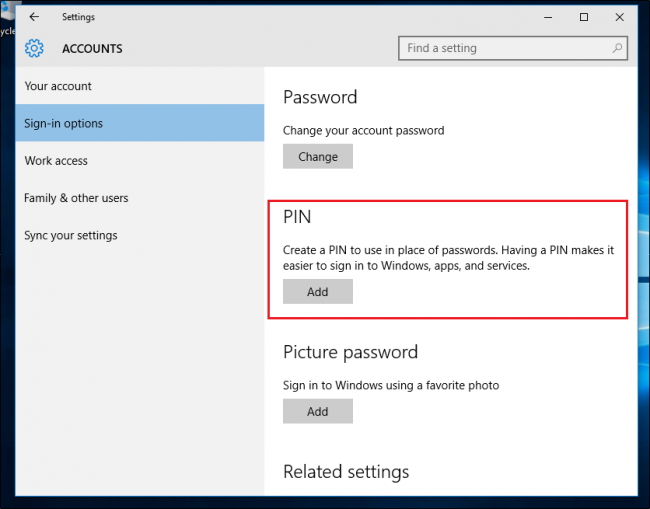 Settings
ACCOUNTS
Find a setting
Your account
Sign-in options
Work access
Family & other users
Sync your settings
Password
Change your account password
Change
PIN
Create a PIN to use in place of passwords. Having a PIN makes it
easier to sign in to Windows, apps, and services.
Add
Picture password
Sign in to Windows using a favorite photo
Add
Related settings